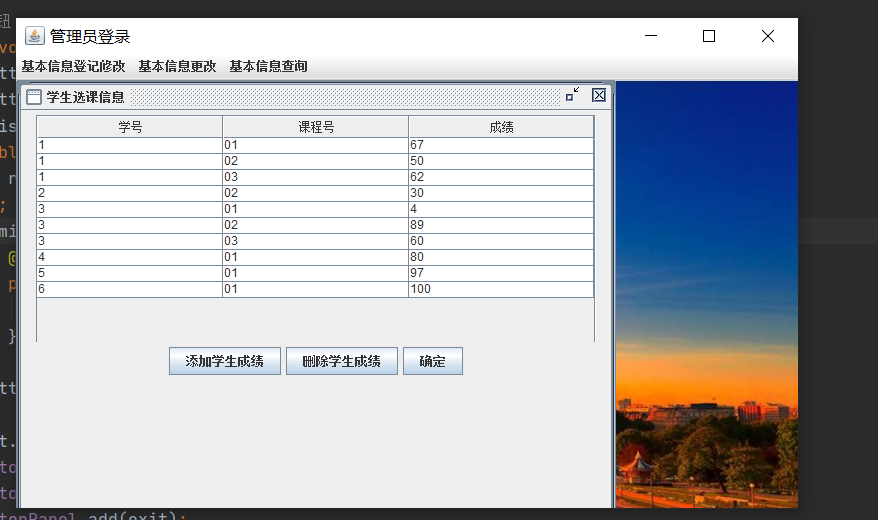 管理员登录
基本信息登记修改 基本信息更改 基本信息查询
学生选课信息
学号 课程号 成绩
1 01 67
1 02 50
1 03 62
2 02 30
3 01 4
3 02 89
3 03 60
4 01 80
5 01 97
6 01 100
添加学生成绩 删除学生成绩 确定